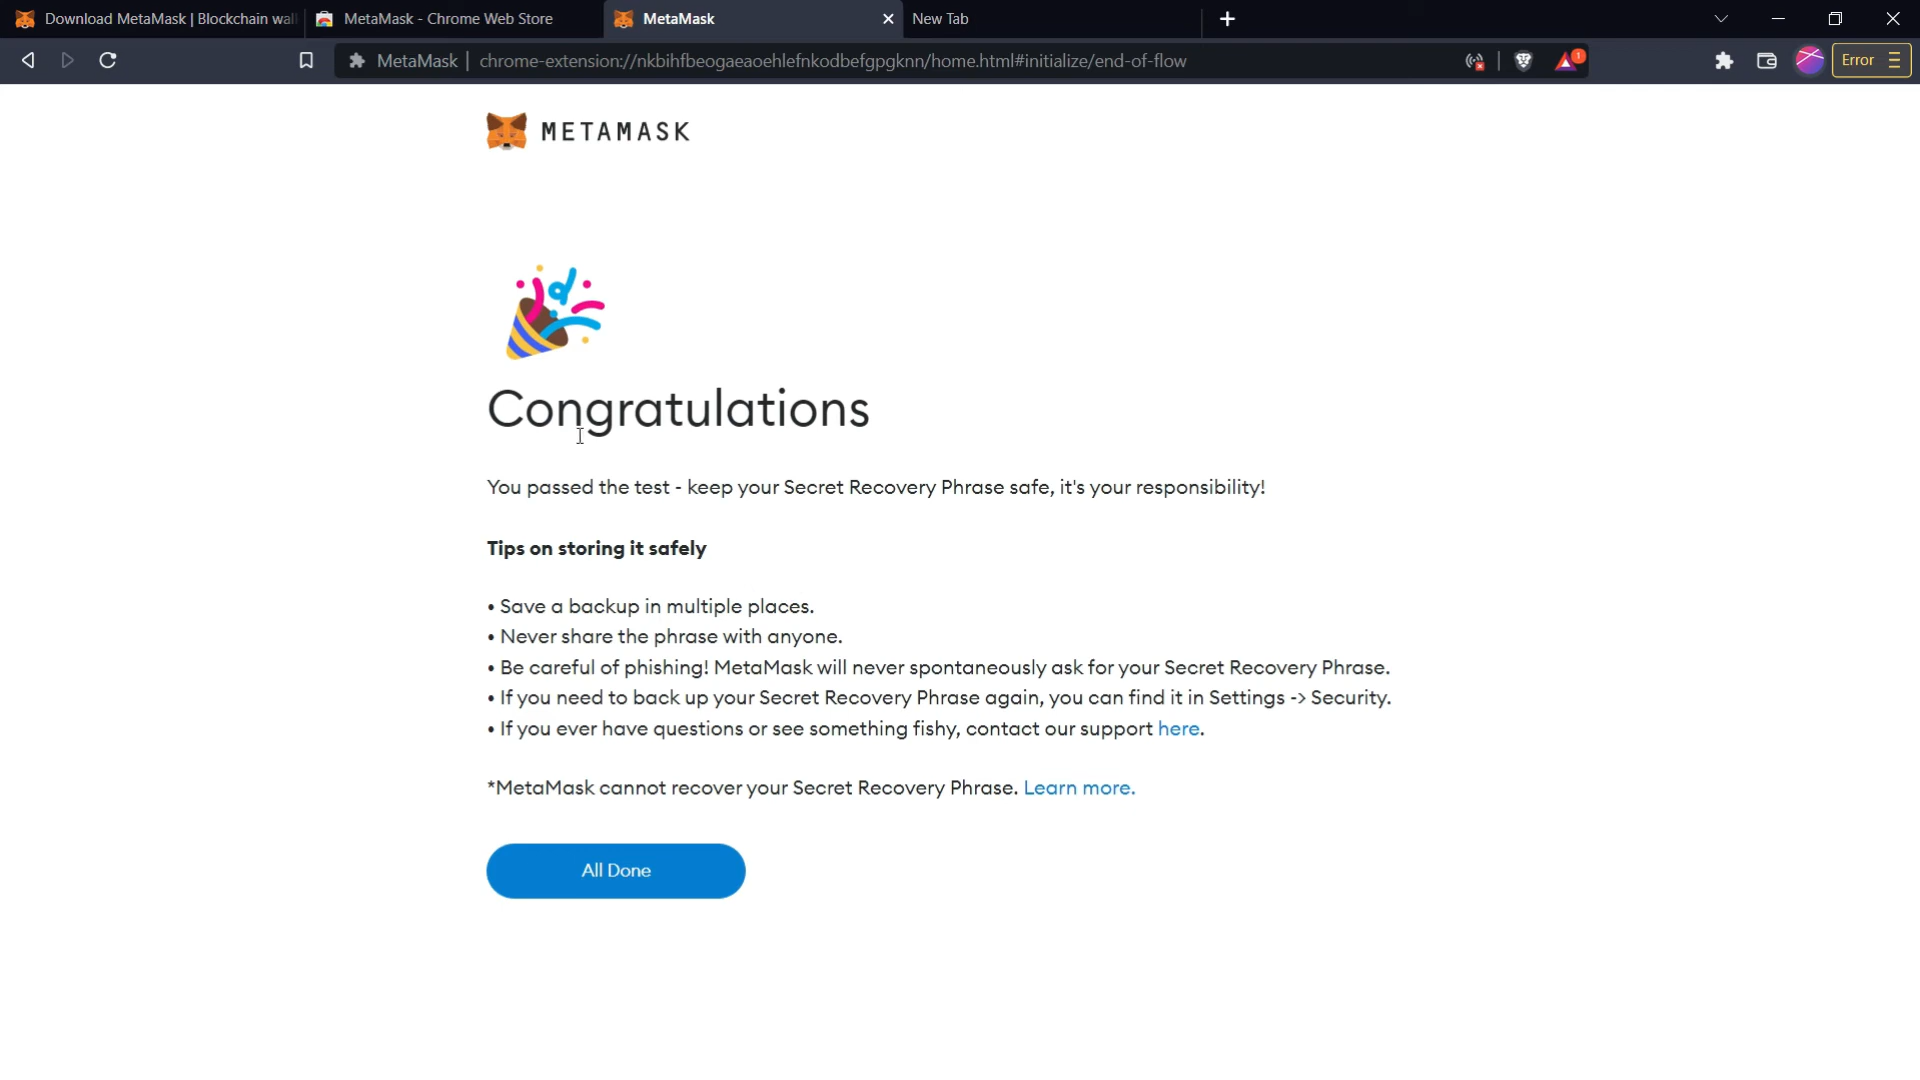 Download MetaMask | Blockchain wal
MetaMask - Chrome Web Store
MetaMask
New Tab
MetaMask | chrome-extension://nkbihfbeogaeaoehlefnkodbefgpgknn/home.html#initialize/end-of-flow
1
Error
METAMASK
Congratulations
You passed the test - keep your Secret Recovery Phrase safe, it's your responsibility!
Tips on storing it safely
• Save a backup in multiple places.
• Never share the phrase with anyone.
• Be careful of phishing! MetaMask will never spontaneously ask for your Secret Recovery Phrase.
• If you need to back up your Secret Recovery Phrase again, you can find it in Settings -> Security.
• If you ever have questions or see something fishy, contact our support here.
*MetaMask cannot recover your Secret Recovery Phrase. Learn more.
All Done